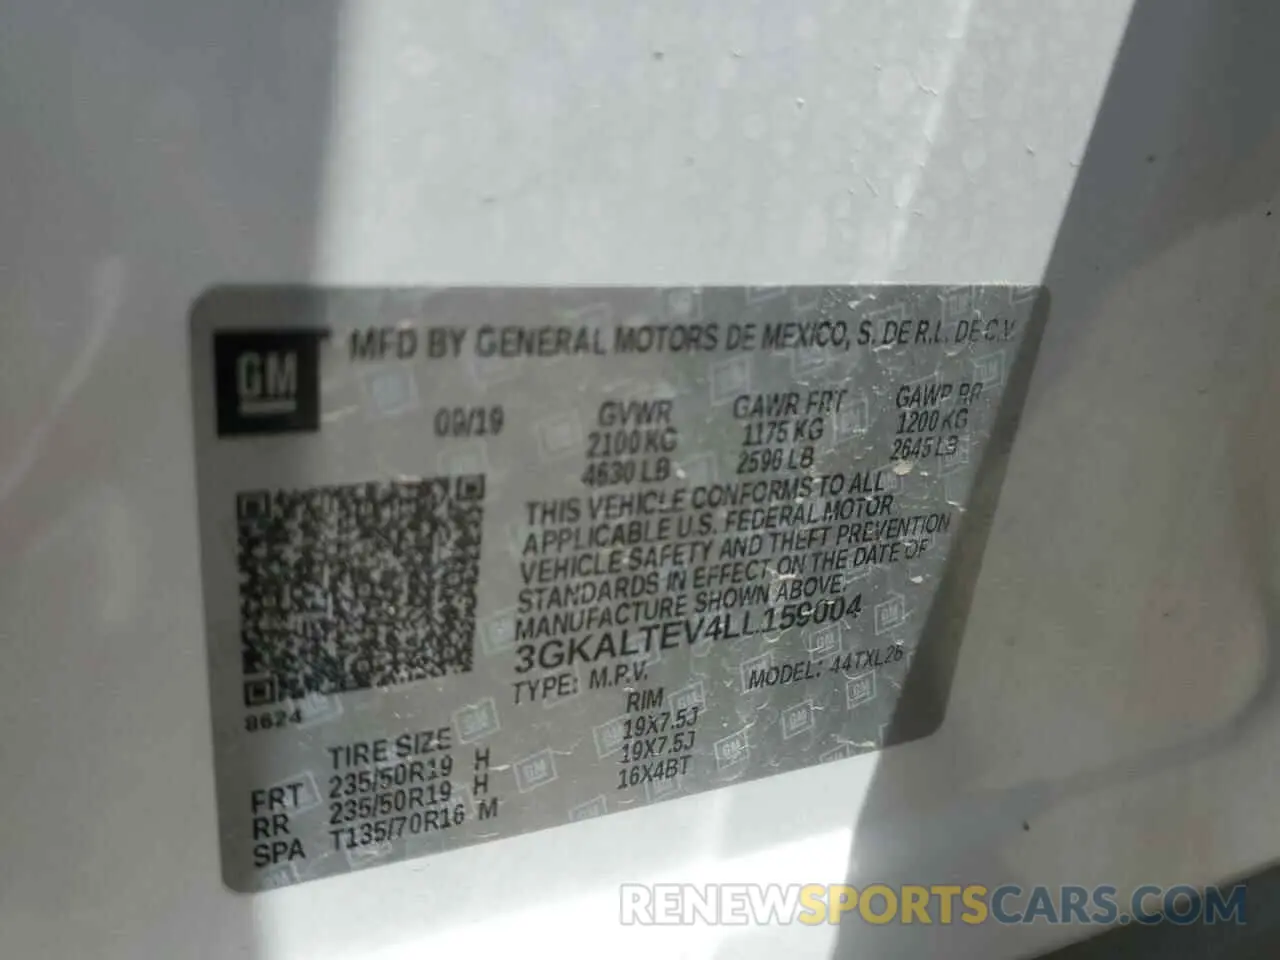 GM
MFD BY GENERAL MOTORS DE MEXICO, S. DE R.L. DE C.V.
09/19
GVWR GAWR FRT GAWR RR
2100 KG 1175 KG 1200 KG
4630 LB 2590 LB 2645 LB
THIS VEHICLE CONFORMS TO ALL
APPLICABLE U.S. FEDERAL MOTOR
VEHICLE SAFETY AND THEFT PREVENTION
STANDARDS IN EFFECT ON THE DATE OF
MANUFACTURE SHOWN ABOVE.
3GKALTEV4LL159004
TYPE: M.P.V. MODEL: 44TXL26
8624
TIRE SIZE RIM
FRT 235/50R19 H 19X7.5J
RR 235/50R19 H 19X7.5J
SPA T135/70R16 M 16X4BT
RENEWSPORTSCARS.COM